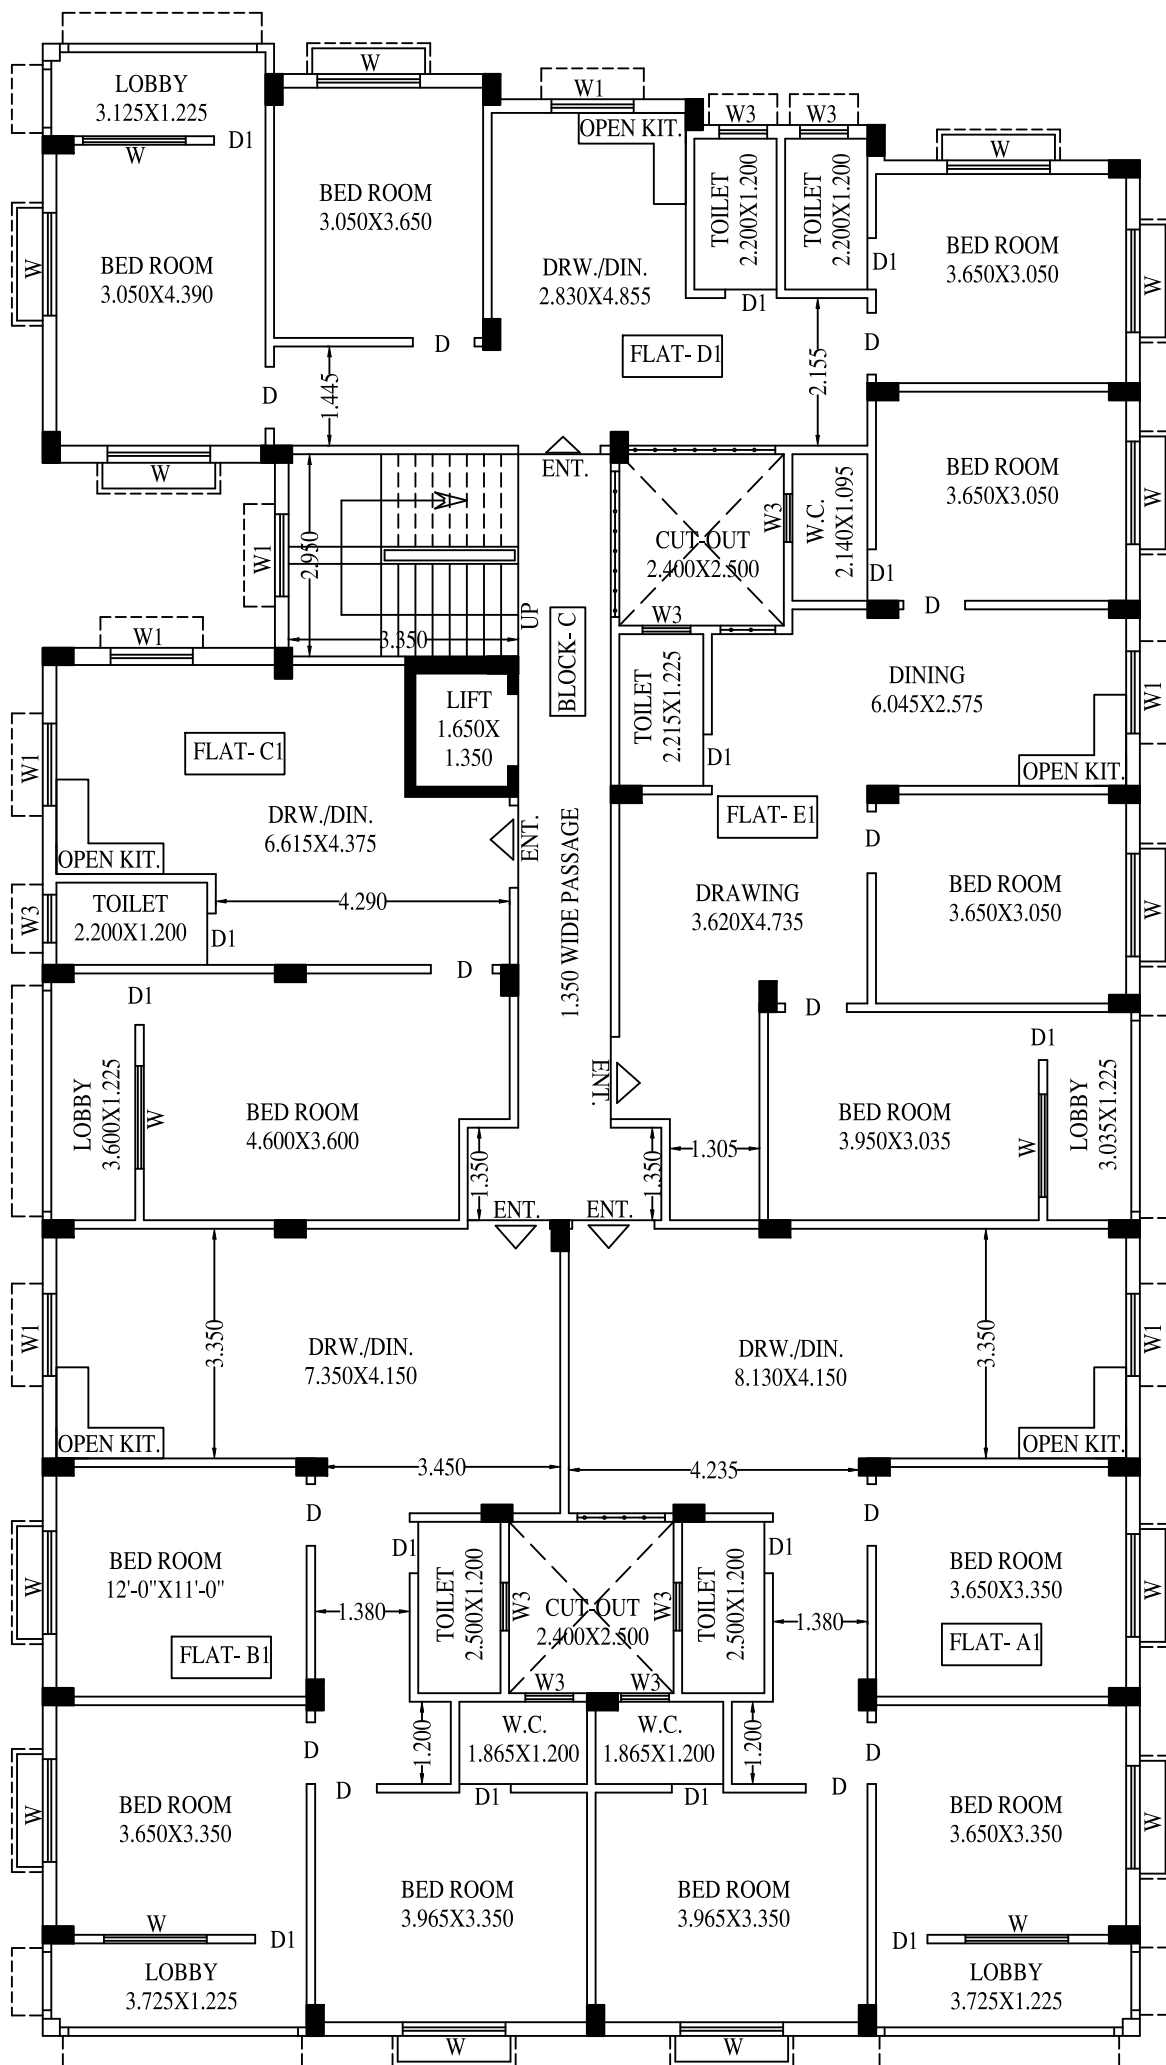 W
LOBBY
3.125X1.225
W1
W3
W3
OPEN KIT.
D1
W
W
BED ROOM
3.050X3.650
TOILET
2.200X1.200
TOILET
2.200X1.200
BED ROOM
3.650X3.050
W
BED ROOM
3.050X4.390
DRW./DIN.
2.830X4.855
D1
W
D1
D
FLAT- D1
D
2.155
1.445
D
ENT.
W
BED ROOM
3.650X3.050
W
W1
2.950
CUT-OUT
2.400X2.500
W3
W.C.
2.140X1.095
D1
D
W3
UP
3.350
W1
BLOCK- C
DINING
6.045X2.575
W1
LIFT
1.650X
1.350
TOILET
2.215X1.225
D1
FLAT- C1
W1
OPEN KIT.
DRW./DIN.
6.615X4.375
ENT.
FLAT- E1
D
OPEN KIT.
1.350 WIDE PASSAGE
DRAWING
3.620X4.735
BED ROOM
3.650X3.050
W
W3
TOILET
2.200X1.200
4.290
D1
D
D1
D
D1
ENT.
LOBBY
3.600X1.225
W
BED ROOM
4.600X3.600
BED ROOM
3.950X3.035
W
LOBBY
3.035X1.225
1.350
1.350
1.305
ENT.
ENT.
W1
3.350
DRW./DIN.
7.350X4.150
DRW./DIN.
8.130X4.150
3.350
W1
OPEN KIT.
OPEN KIT.
3.450
4.235
D
D
D1
D1
W
BED ROOM
12'-0"X11'-0"
TOILET
2.500X1.200
W3
CUT-OUT
2.400X2.500
W3
TOILET
2.500X1.200
BED ROOM
3.650X3.350
W
1.380
1.380
FLAT- B1
FLAT- A1
W3
W3
W.C.
1.865X1.200
W.C.
1.865X1.200
1.200
1.200
D
D
D
D1
D1
D
W
BED ROOM
3.650X3.350
BED ROOM
3.650X3.350
W
BED ROOM
3.965X3.350
BED ROOM
3.965X3.350
W
D1
D1
W
LOBBY
3.725X1.225
LOBBY
3.725X1.225
W
W